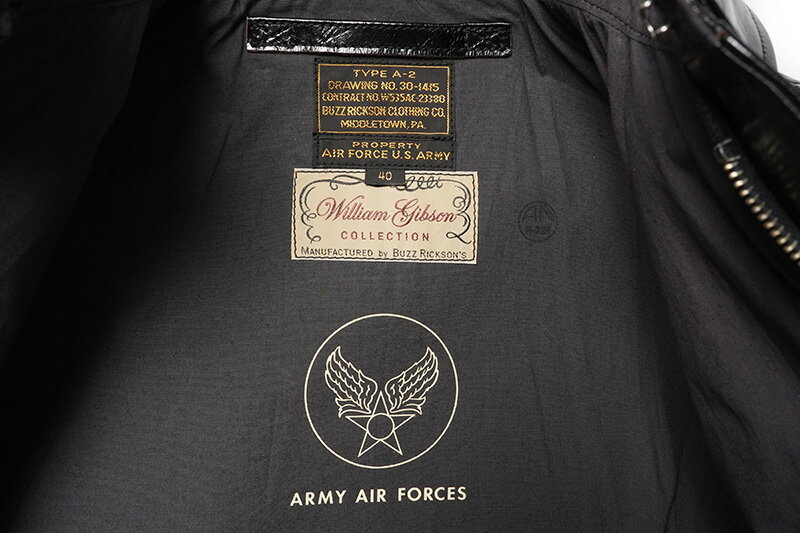 TYPE A-2
DRAWING NO. 30-1415
CONTRACT NO. W535AC-23380
BUZZ RICKSON CLOTHING CO.
MIDDLETOWN, PA.
PROPERTY
AIR FORCE U.S. ARMY
40
William Gibson
COLLECTION
MANUFACTURED by BUZZ RICKSON'S
ARMY AIR FORCES